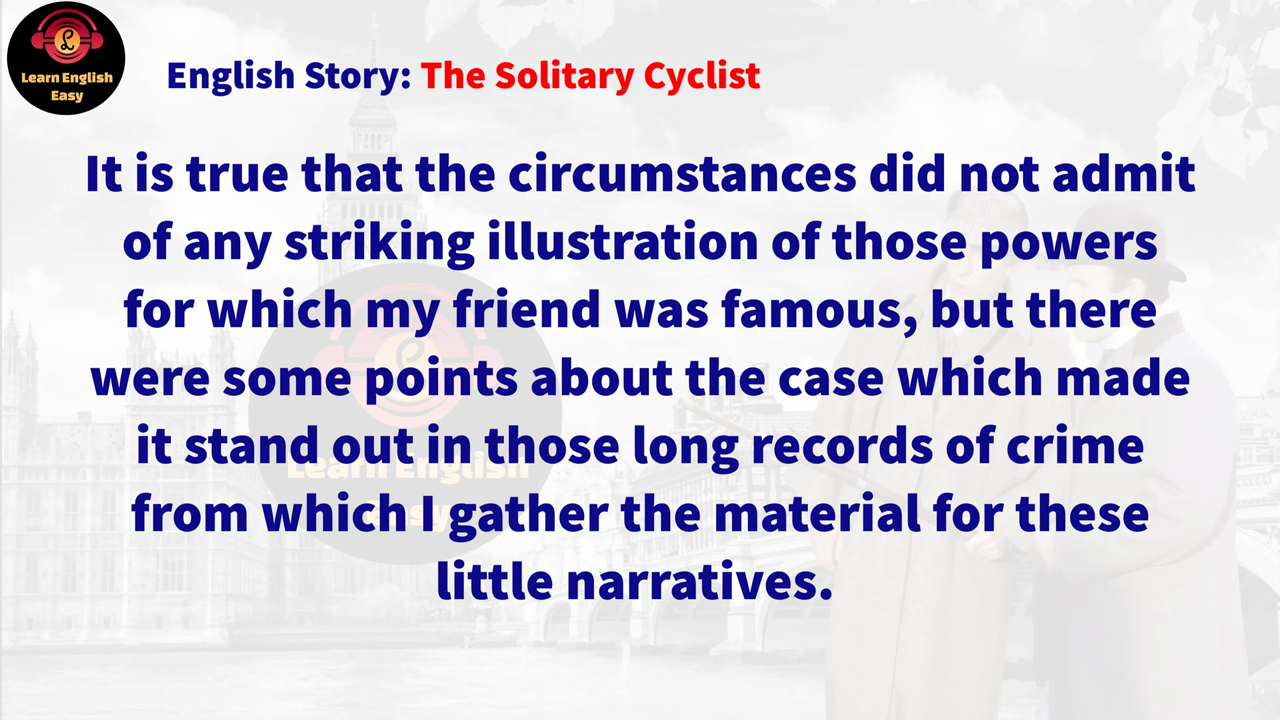 Learn English
Easy
English Story: The Solitary Cyclist
It is true that the circumstances did not admit
of any striking illustration of those powers
for which my friend was famous, but there
were some points about the case which made
it stand out in those long records of crime
from which I gather the material for these
little narratives.
Learn English
Easy